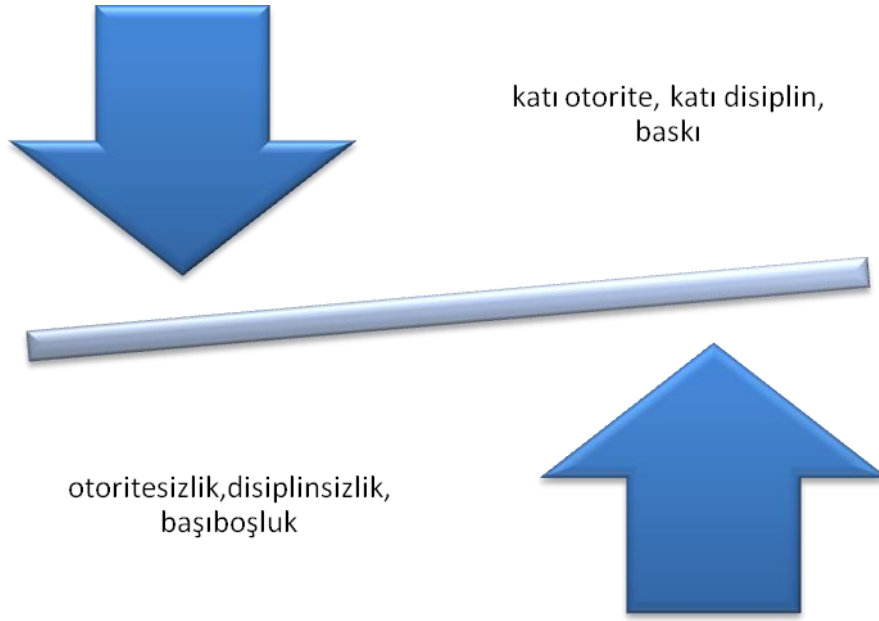 katı otorite, katı disiplin,
baskı
otoritesizlik,disiplinsizlik,
başıboşluk